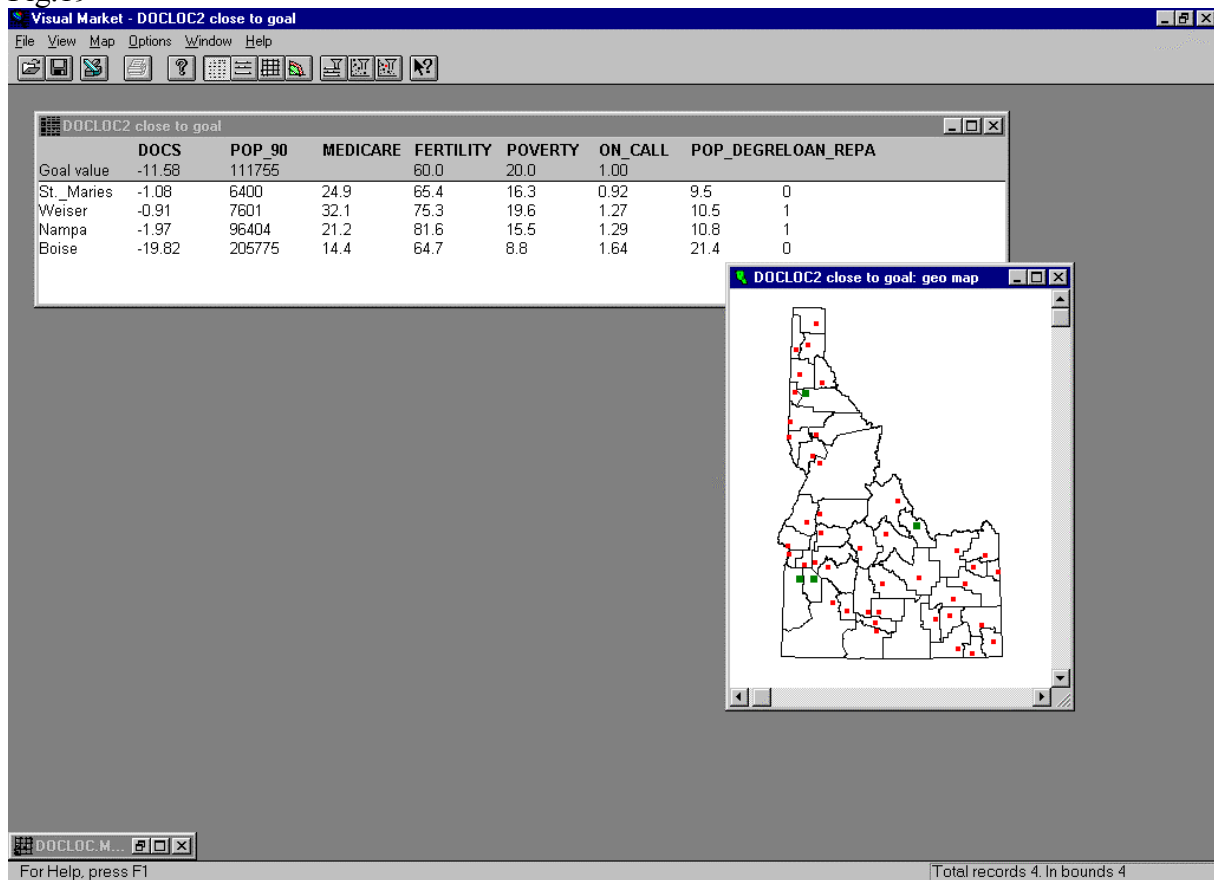 Fig.19
Visual Market - DOCLOC2 close to goal
File View Map Options Window Help
DOCLOC2 close to goal
DOCS POP_90 MEDICARE FERTILITY POVERTY ON_CALL POP_DEGRELOAN_REPA
Goal value -11.58 111755 60.0 20.0 1.00
St._Maries -1.08 6400 24.9 65.4 16.3 0.92 9.5 0
Weiser -0.91 7601 32.1 75.3 19.6 1.27 10.5 1
Nampa -1.97 96404 21.2 81.6 15.5 1.29 10.8 1
Boise -19.82 205775 14.4 64.7 8.8 1.64 21.4 0
DOCLOC2 close to goal: geo map
DOCLOC.M...
For Help, press F1 Total records 4. In bounds 4